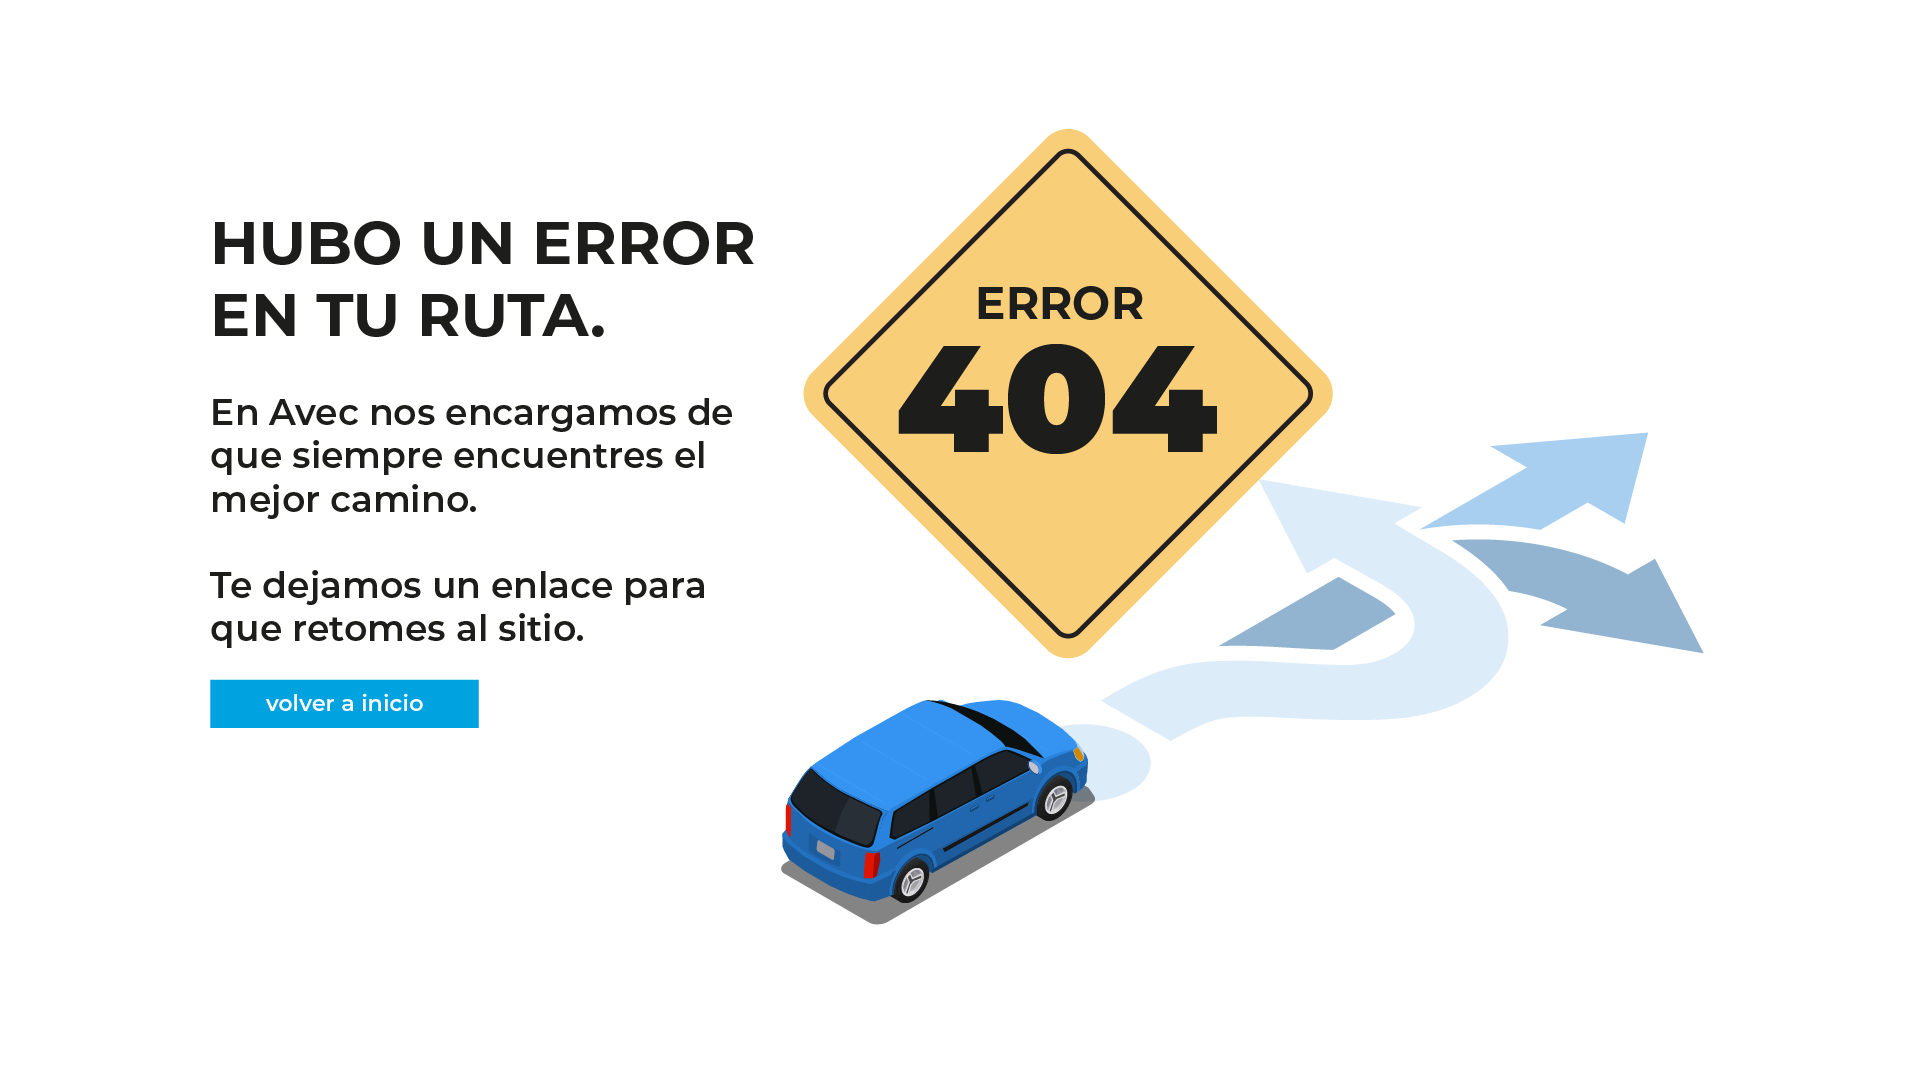 HUBO UN ERROR
EN TU RUTA.
En Avec nos encargamos de
que siempre encuentres el
mejor camino.
Te dejamos un enlace para
que retomes al sitio.
volver a inicio
ERROR
404